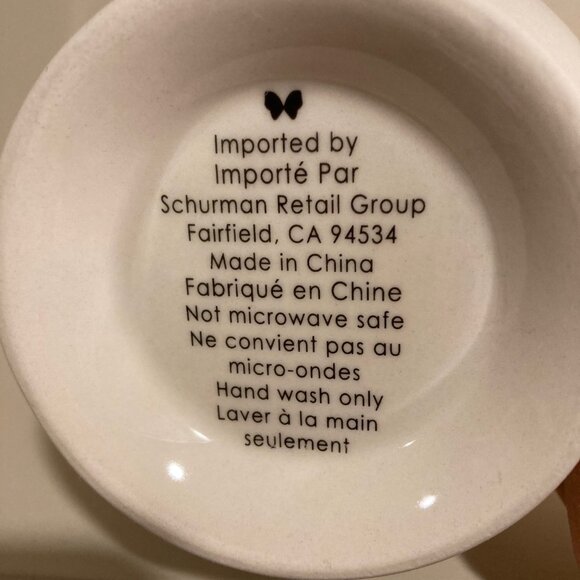 Imported by
Importé Par
Schurman Retail Group
Fairfield, CA 94534
Made in China
Fabriqué en Chine
Not microwave safe
Ne convient pas au
micro-ondes
Hand wash only
Laver à la main
seulement